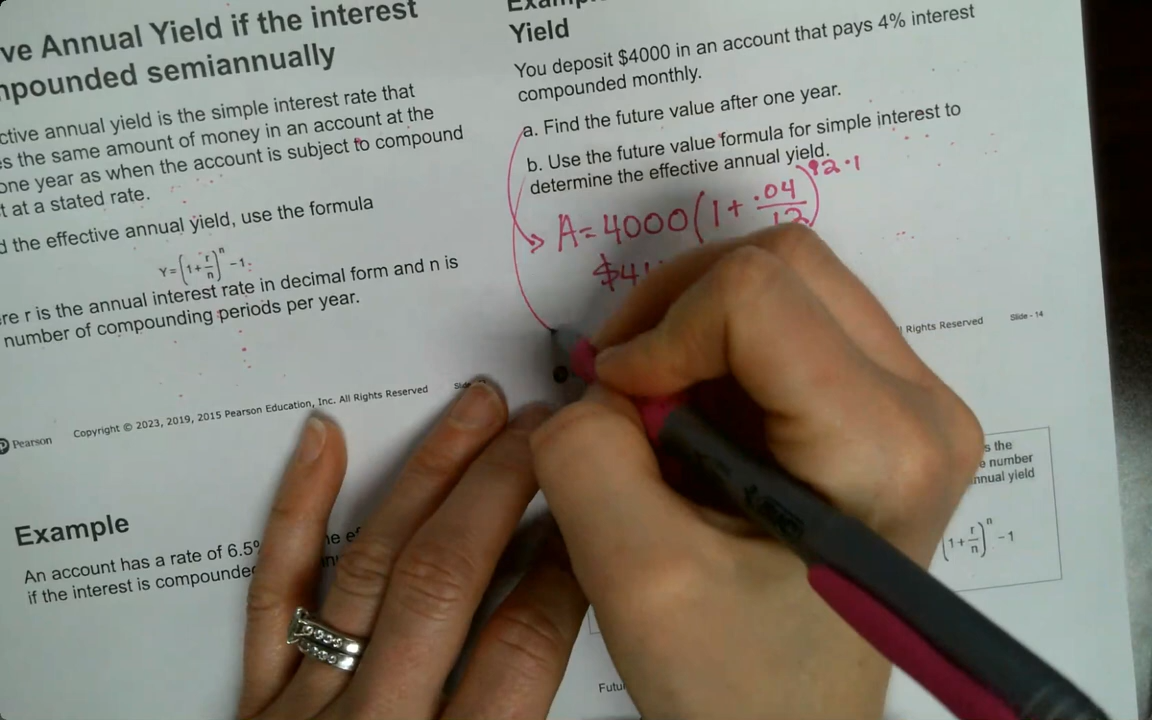 ve Annual Yield if the interest
mpounded semiannually
ctive annual yield is the simple interest rate that
es the same amount of money in an account at the
one year as when the account is subject to compound
t at a stated rate.
d the effective annual yield, use the formula
Y=(1+r/n)^n -1.
re r is the annual interest rate in decimal form and n is
number of compounding periods per year.
Pearson Copyright © 2023, 2019, 2015 Pearson Education, Inc. All Rights Reserved
Example
An account has a rate of 6.5%
if the interest is compounded
Yield
You deposit $4000 in an account that pays 4% interest
compounded monthly.
a. Find the future value after one year.
b. Use the future value formula for simple interest to
determine the effective annual yield.
A=4000(1+.04/12)^12·1
$41
Rights Reserved Slide - 14
s the
e number
nnual yield
(1+r/n)^n -1